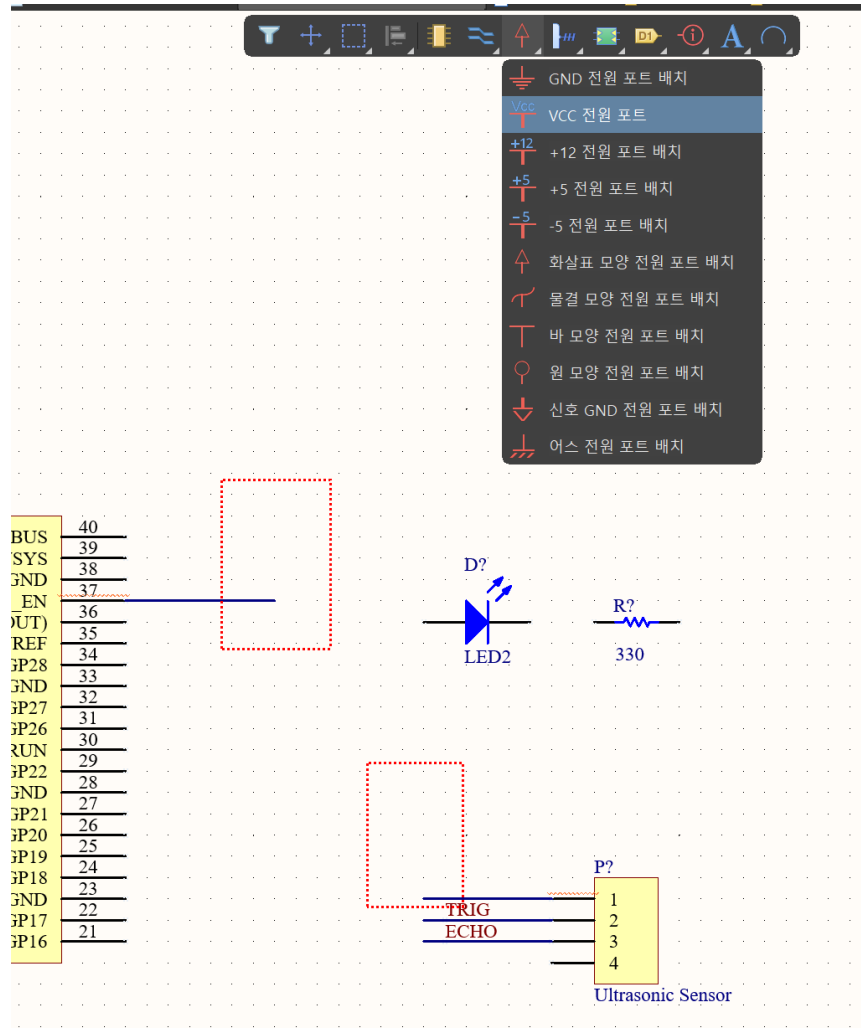 D1
A
GND 전원 포트 배치
Vcc
VCC 전원 포트
+12
+12 전원 포트 배치
+5
+5 전원 포트 배치
-5
-5 전원 포트 배치
화살표 모양 전원 포트 배치
물결 모양 전원 포트 배치
바 모양 전원 포트 배치
원 모양 전원 포트 배치
신호 GND 전원 포트 배치
어스 전원 포트 배치
BUS 40
SYS 39
GND 38
_EN 37
OUT) 36
REF 35
GP28 34
GND 33
GP27 32
GP26 31
RUN 30
GP22 29
GND 28
GP21 27
GP20 26
GP19 25
GP18 24
GND 23
GP17 22
GP16 21
D?
LED2
R?
330
P?
1
TRIG 2
ECHO 3
4
Ultrasonic Sensor